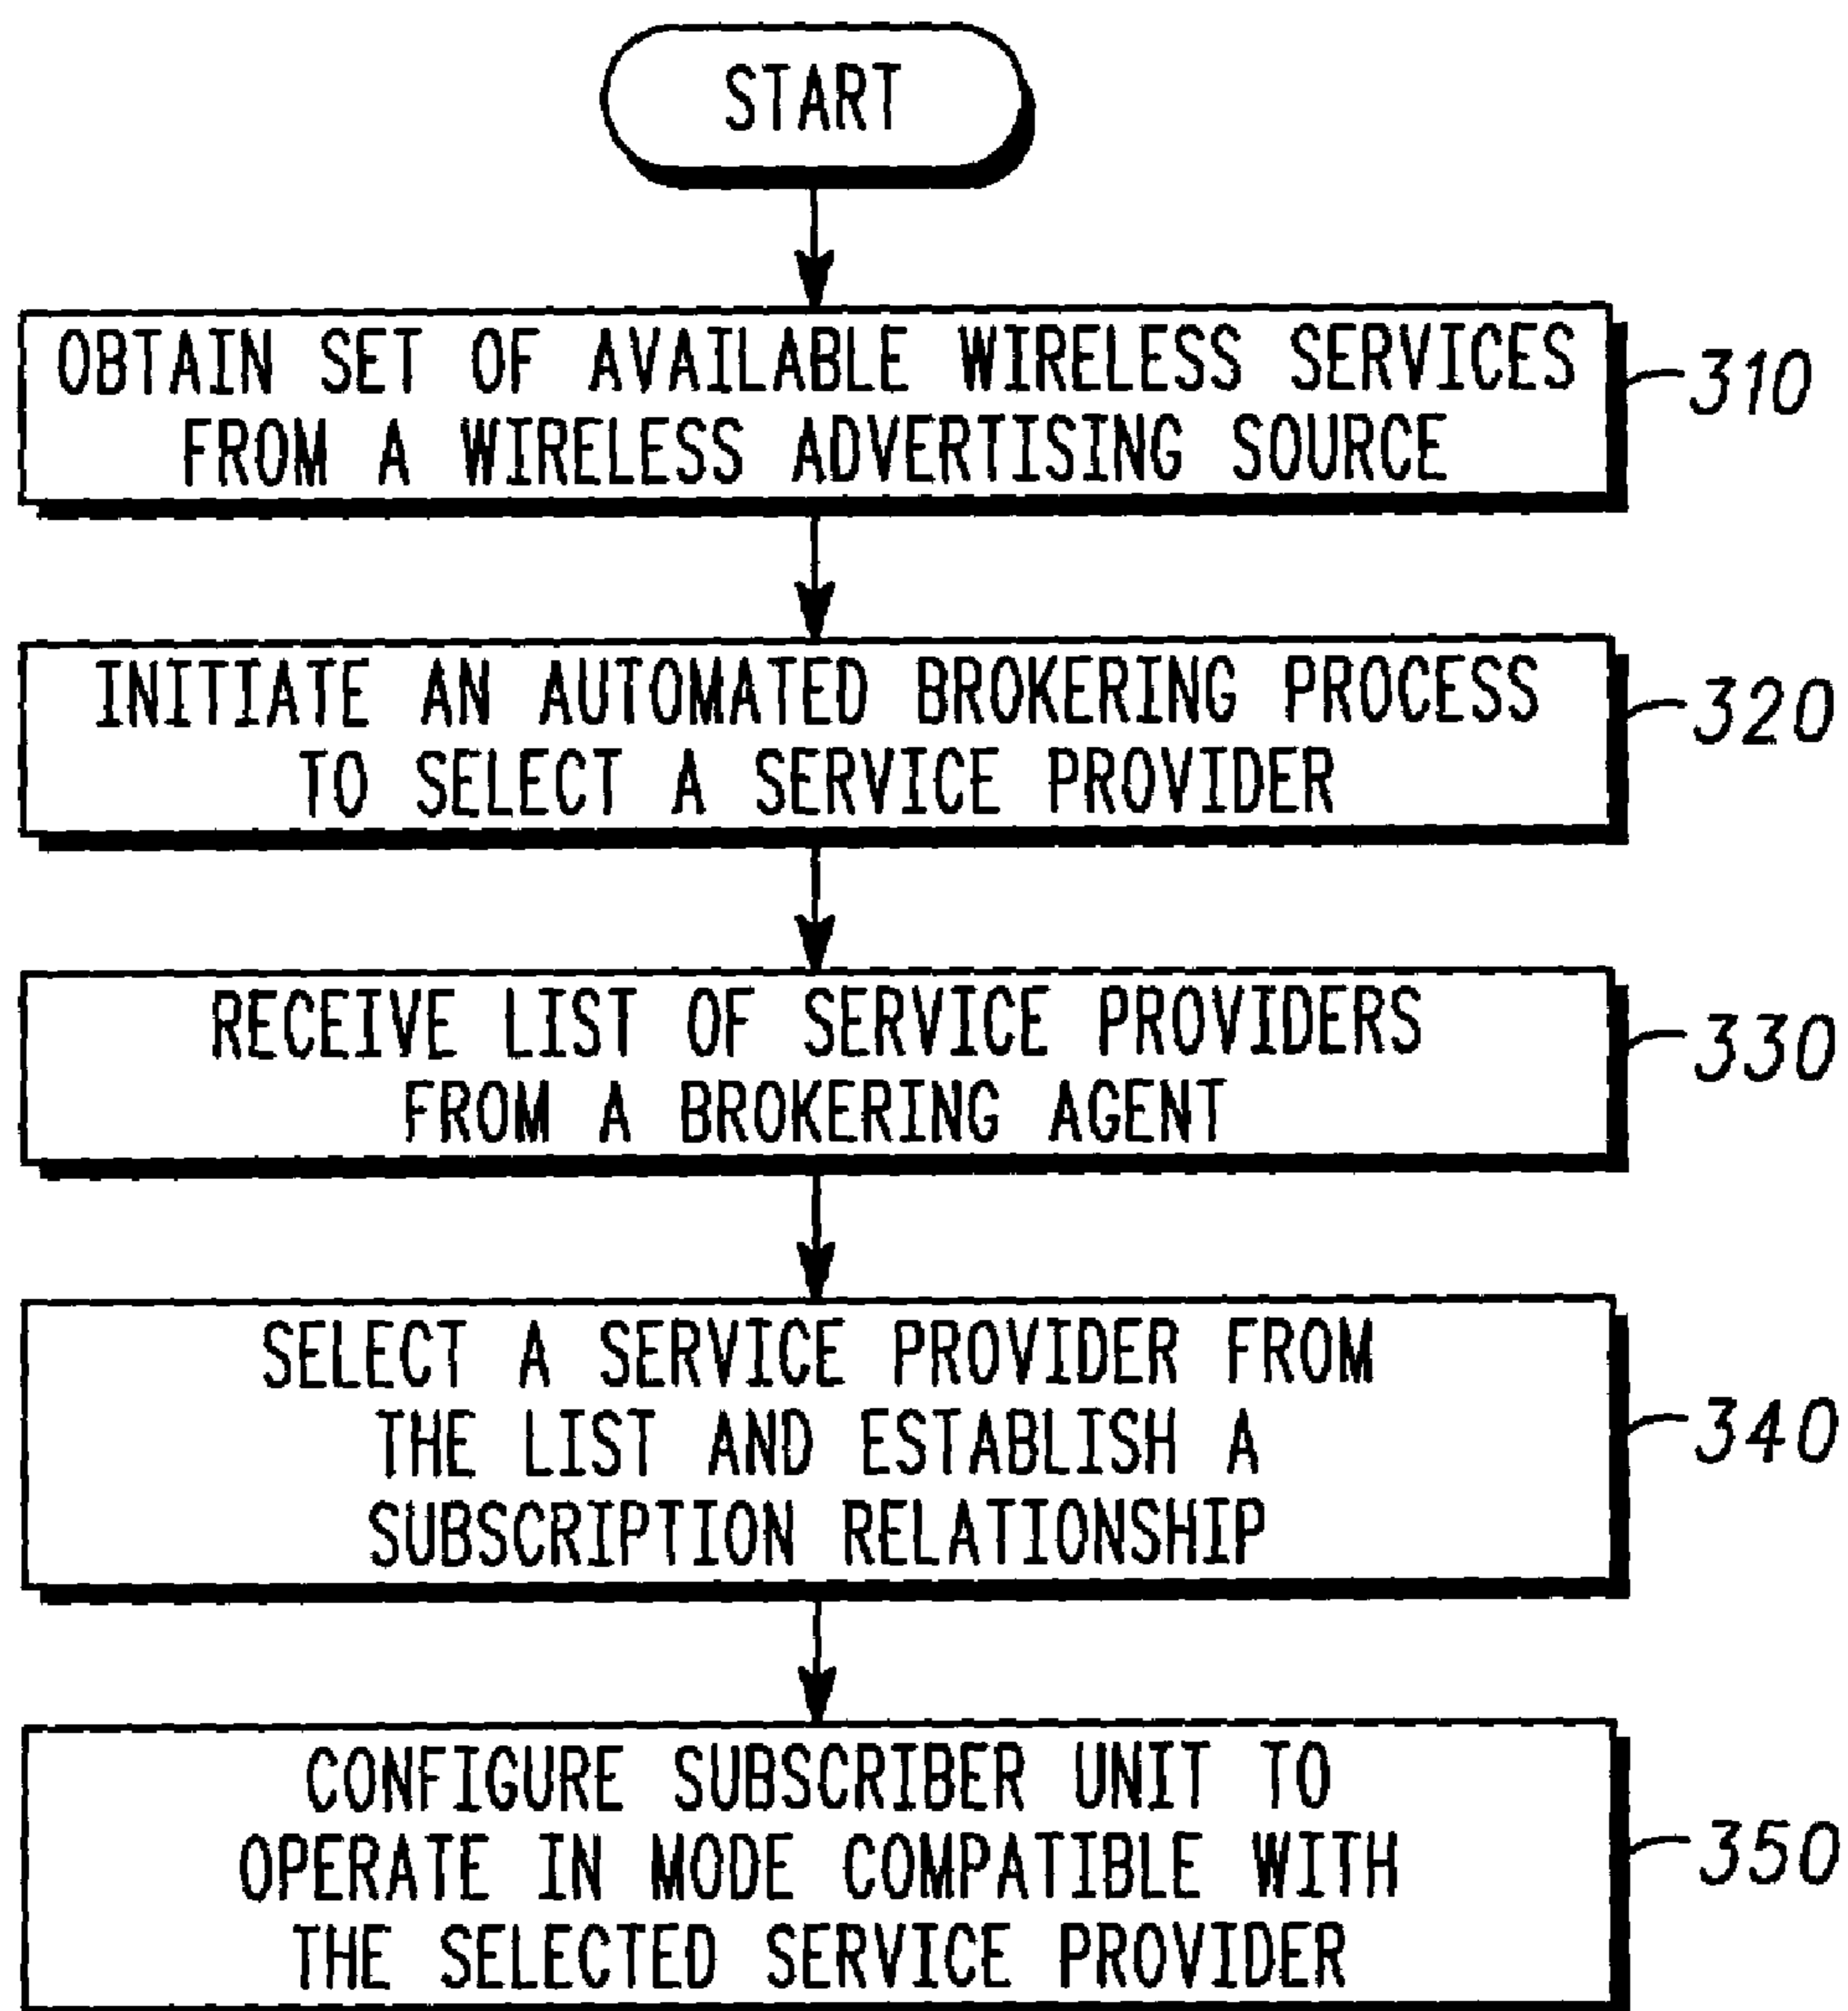 START
OBTAIN SET OF AVAILABLE WIRELESS SERVICES
FROM A WIRELESS ADVERTISING SOURCE
310
INITIATE AN AUTOMATED BROKERING PROCESS
TO SELECT A SERVICE PROVIDER
320
RECEIVE LIST OF SERVICE PROVIDERS
FROM A BROKERING AGENT
330
SELECT A SERVICE PROVIDER FROM
THE LIST AND ESTABLISH A
SUBSCRIPTION RELATIONSHIP
340
CONFIGURE SUBSCRIBER UNIT TO
OPERATE IN MODE COMPATIBLE WITH
THE SELECTED SERVICE PROVIDER
350